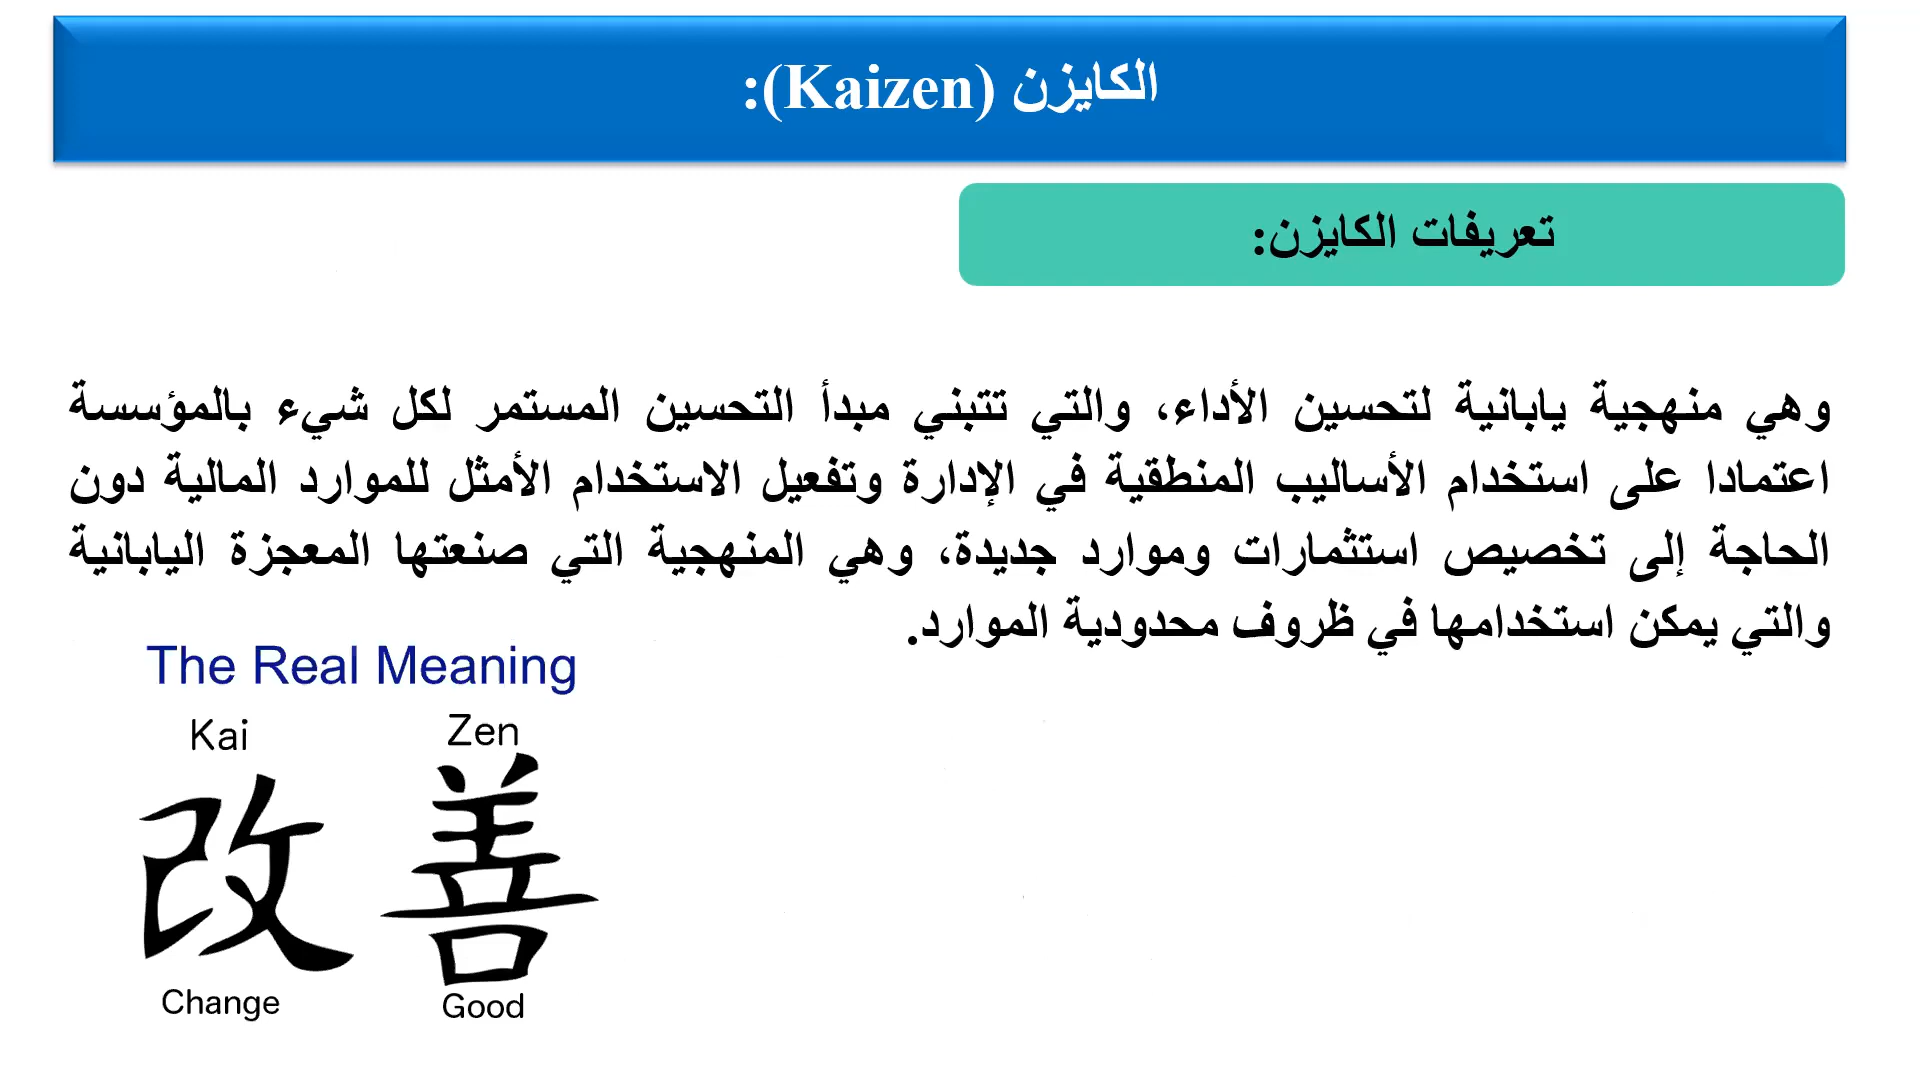 الكايزن (Kaizen):
تعريفات الكايزن:
وهي منهجية يابانية لتحسين الأداء، والتي تتبني مبدأ التحسين المستمر لكل شيء بالمؤسسة
اعتمادا على استخدام الأساليب المنطقية في الإدارة وتفعيل الاستخدام الأمثل للموارد المالية دون
الحاجة إلى تخصيص استثمارات وموارد جديدة، وهي المنهجية التي صنعتها المعجزة اليابانية
والتي يمكن استخدامها في ظروف محدودية الموارد.
The Real Meaning
Kai Zen
改善
Change Good